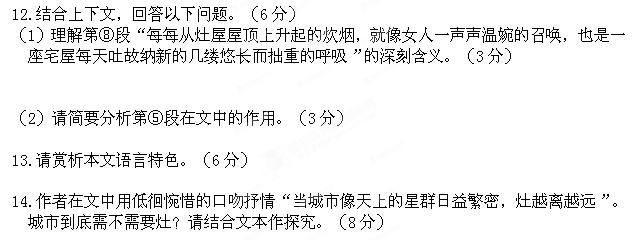 12.结合上下文，回答以下问题。（6分）
（1）理解第⑧段“每每从灶屋屋顶上升起的炊烟，就像女人一声声温婉的召唤，也是一
座宅屋每天吐故纳新的几缕悠长而拙重的呼吸”的深刻含义。（3分）
（2）请简要分析第⑤段在文中的作用。（3分）
13.请赏析本文语言特色。（6分）
14.作者在文中用低徊惋惜的口吻抒情“当城市像天上的星群日益繁密，灶越离越远”。
城市到底需不需要灶？请结合文本作探究。（8分）